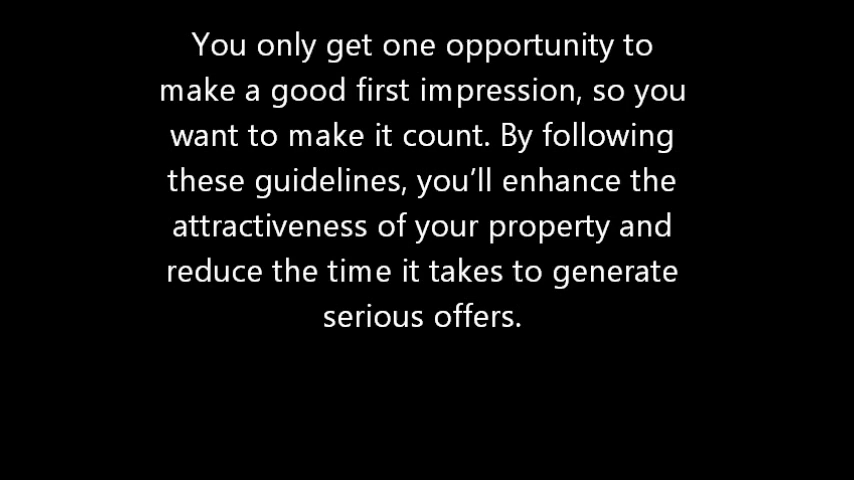 You only get one opportunity to
make a good first impression, so you
want to make it count. By following
these guidelines, you’ll enhance the
attractiveness of your property and
reduce the time it takes to generate
serious offers.